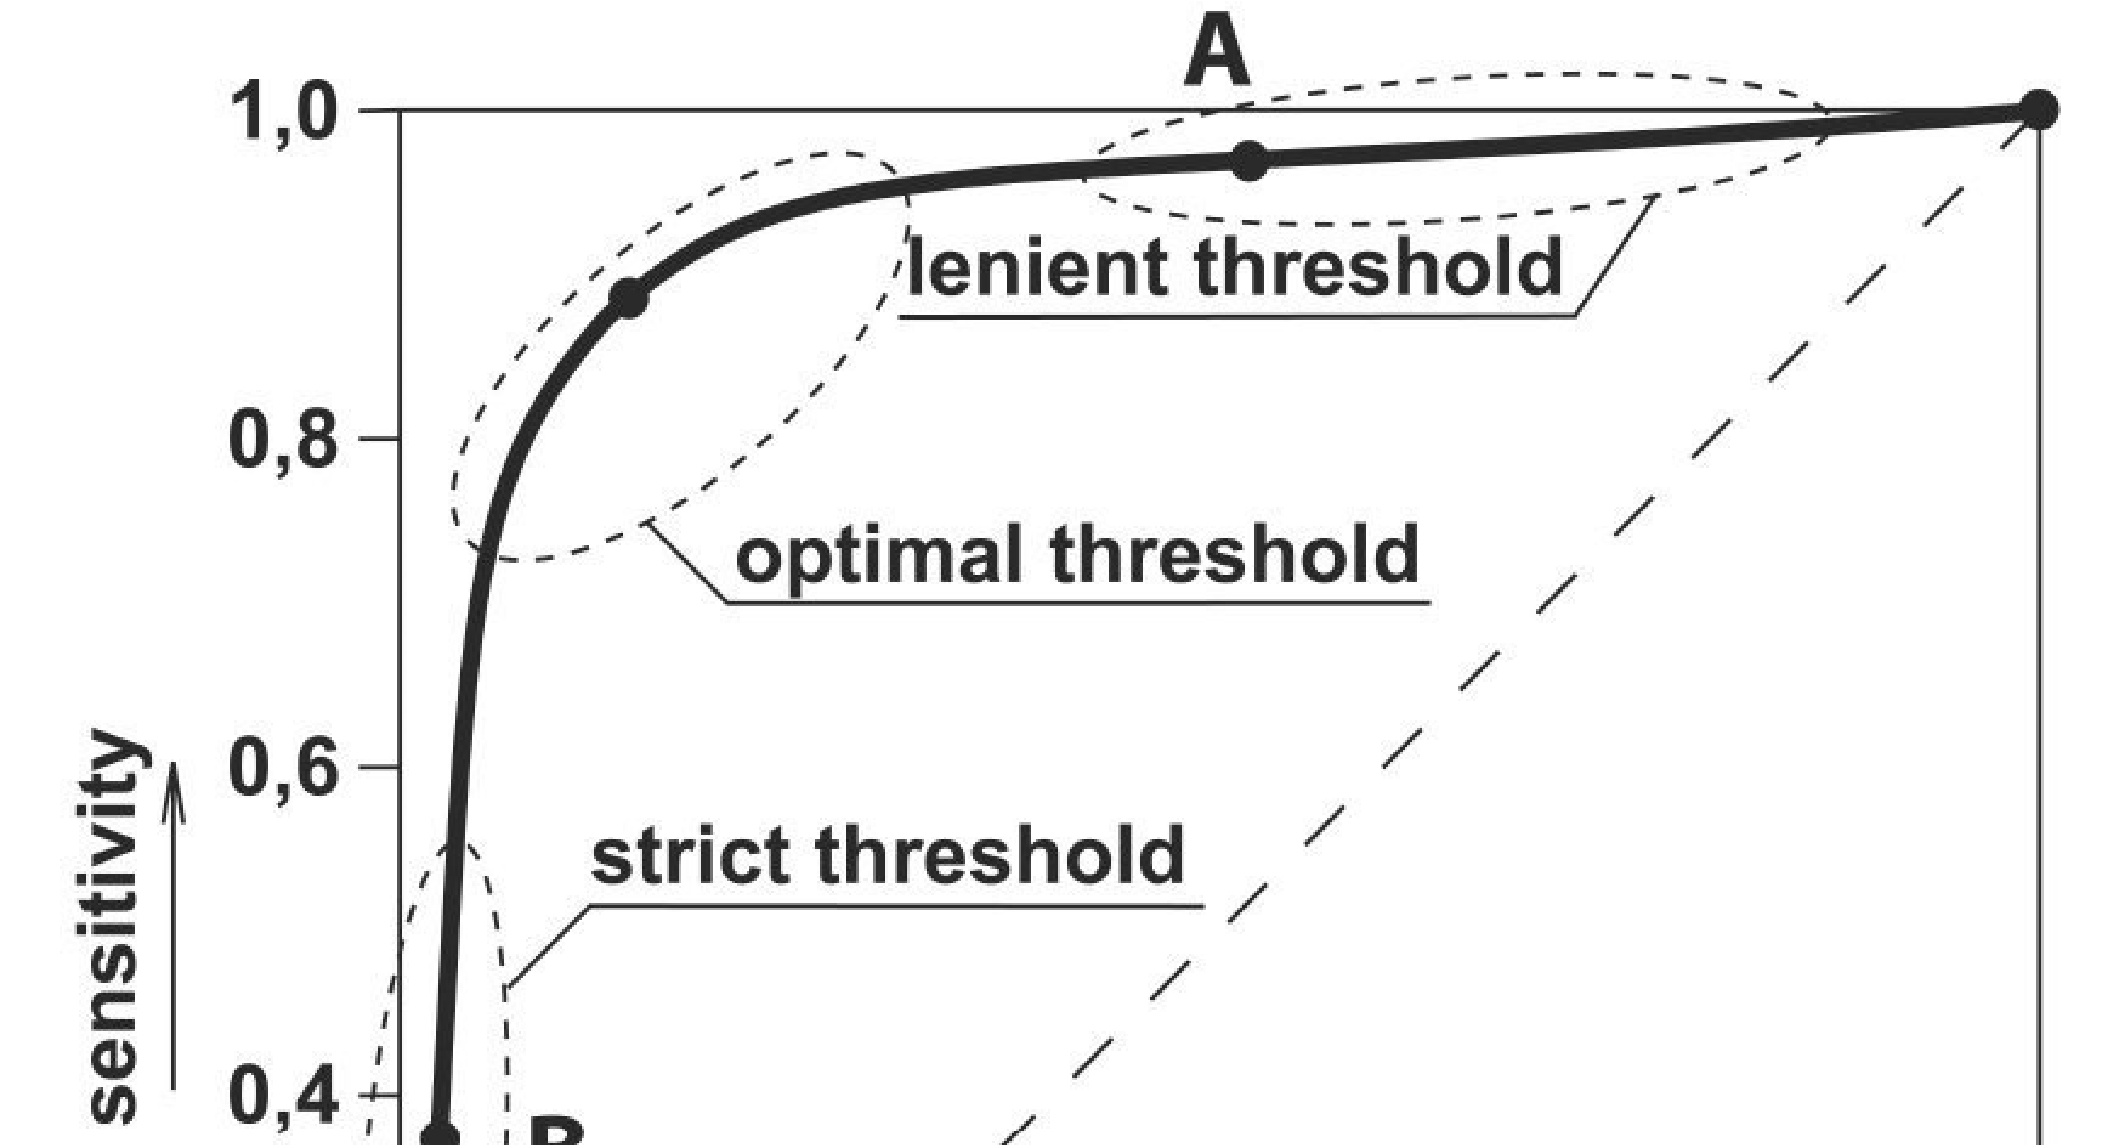 A
1,0
lenient threshold
0,8
optimal threshold
0,6
strict threshold
sensitivity
0,4
B